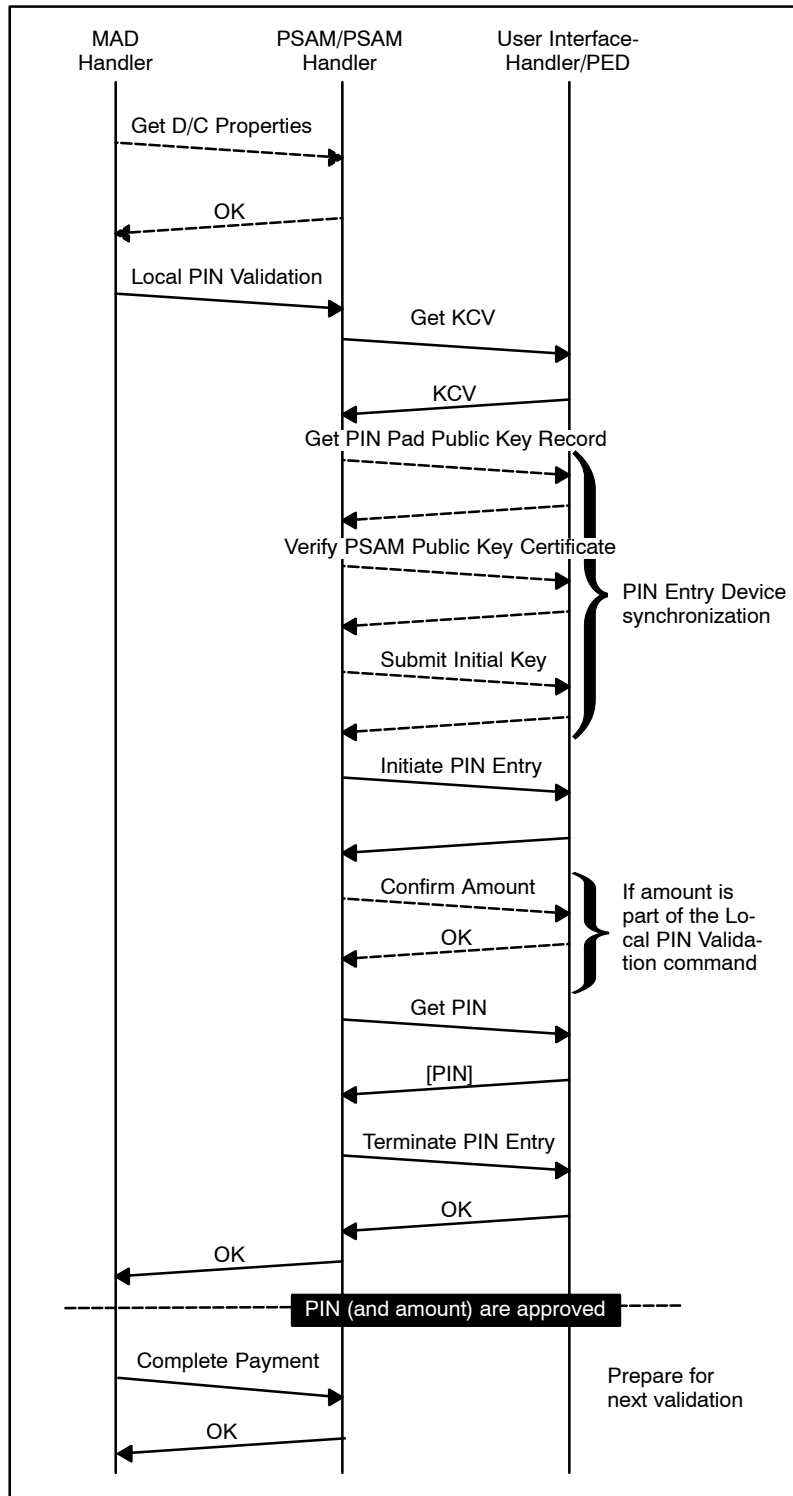 MAD
Handler
PSAM/PSAM
Handler
User Interface-
Handler/PED
Get D/C Properties
OK
Local PIN Validation
Get KCV
KCV
Get PIN Pad Public Key Record
Verify PSAM Public Key Certificate
PIN Entry Device
synchronization
Submit Initial Key
Initiate PIN Entry
Confirm Amount
If amount is
part of the Lo-
cal PIN Valida-
tion command
OK
Get PIN
[PIN]
Terminate PIN Entry
OK
OK
PIN (and amount) are approved
Complete Payment
Prepare for
next validation
OK